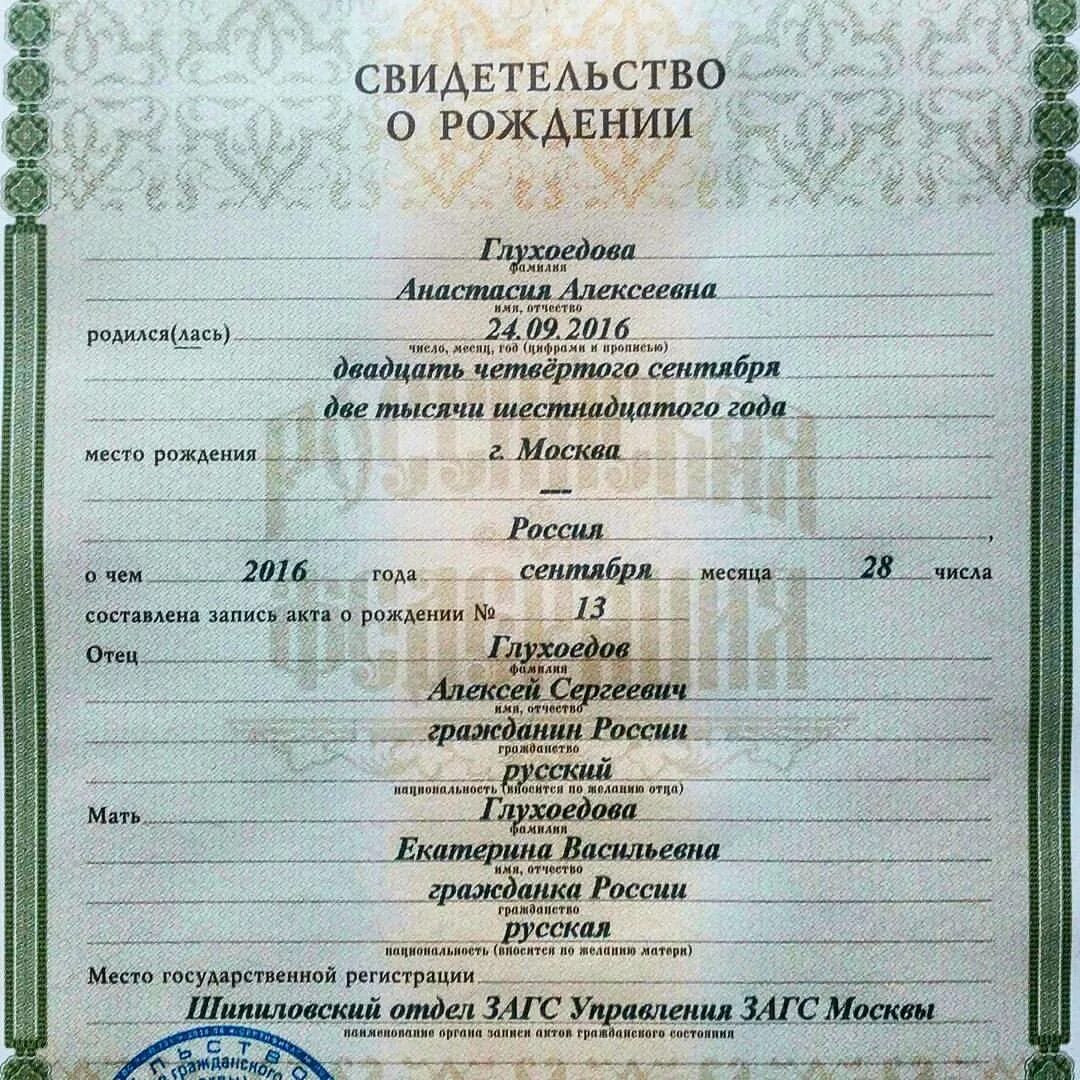 СВИДЕТЕЛЬСТВО
О РОЖДЕНИИ
Глухоедова
фамилия
Анастасия Алексеевна
имя, отчество
родился(лась) 24.09.2016
число, месяц, год (цифрами и прописью)
двадцать четвёртого сентября
две тысячи шестнадцатого года
место рождения г. Москва
---
Россия,
о чем 2016 года сентября месяца 28 числа
составлена запись акта о рождении № 13
Отец Глухоедов
фамилия
Алексей Сергеевич
имя, отчество
гражданин России
гражданство
русский
национальность (вносится по желанию отца)
Мать Глухоедова
фамилия
Екатерина Васильевна
имя, отчество
гражданка России
гражданство
русская
национальность (вносится по желанию матери)
Место государственной регистрации
Шипиловский отдел ЗАГС Управления ЗАГС Москвы
наименование органа записи актов гражданского состояния